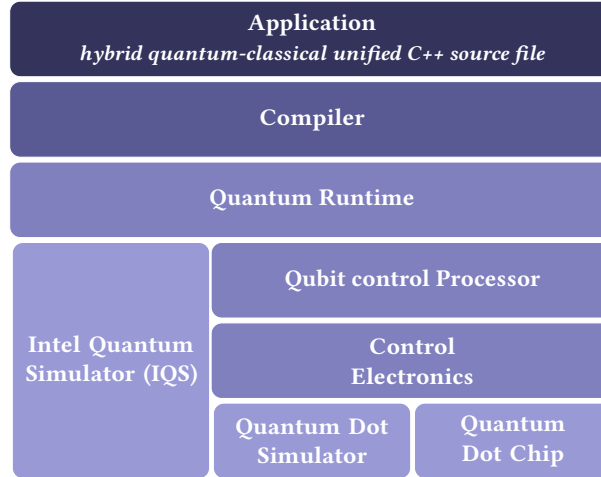 Application
hybrid quantum-classical unified C++ source file
Compiler
Quantum Runtime
Intel Quantum
Simulator (IQS)
Qubit control Processor
Control
Electronics
Quantum Dot
Simulator
Quantum
Dot Chip